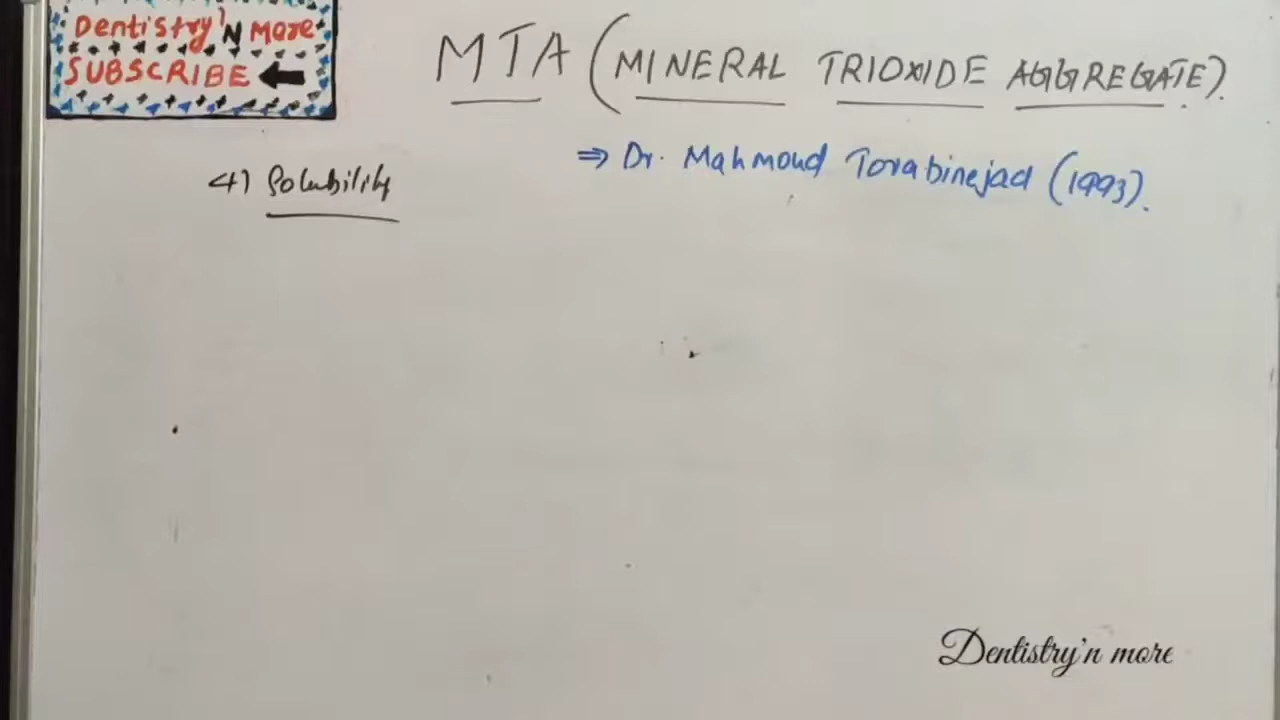 Dentistry'N More
SUBSCRIBE
MTA (MINERAL TRIOXIDE AGGREGATE).
⇒ Dr. Mahmoud Torabinejad (1993).
4) Solubility
Dentistry'n more